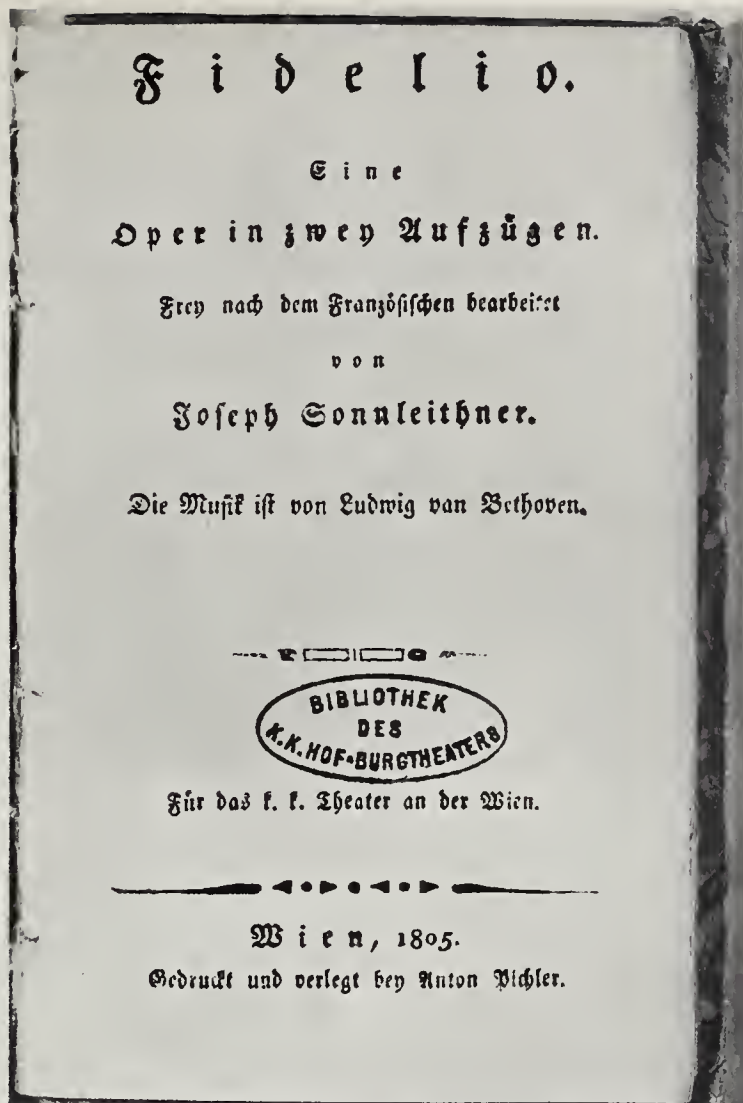 Fidelio.
Eine
Oper in zwey Aufzügen.
Frey nach dem Französischen bearbeitet
von
Joseph Sonnleithner.
Die Musik ist von Ludwig van Bethoven.
BIBLIOTHEK
DES
K.K. HOF-BURGTHEATERS
Für das k. k. Theater an der Wien.
Wien, 1805.
Gedruckt und verlegt bey Anton Pichler.